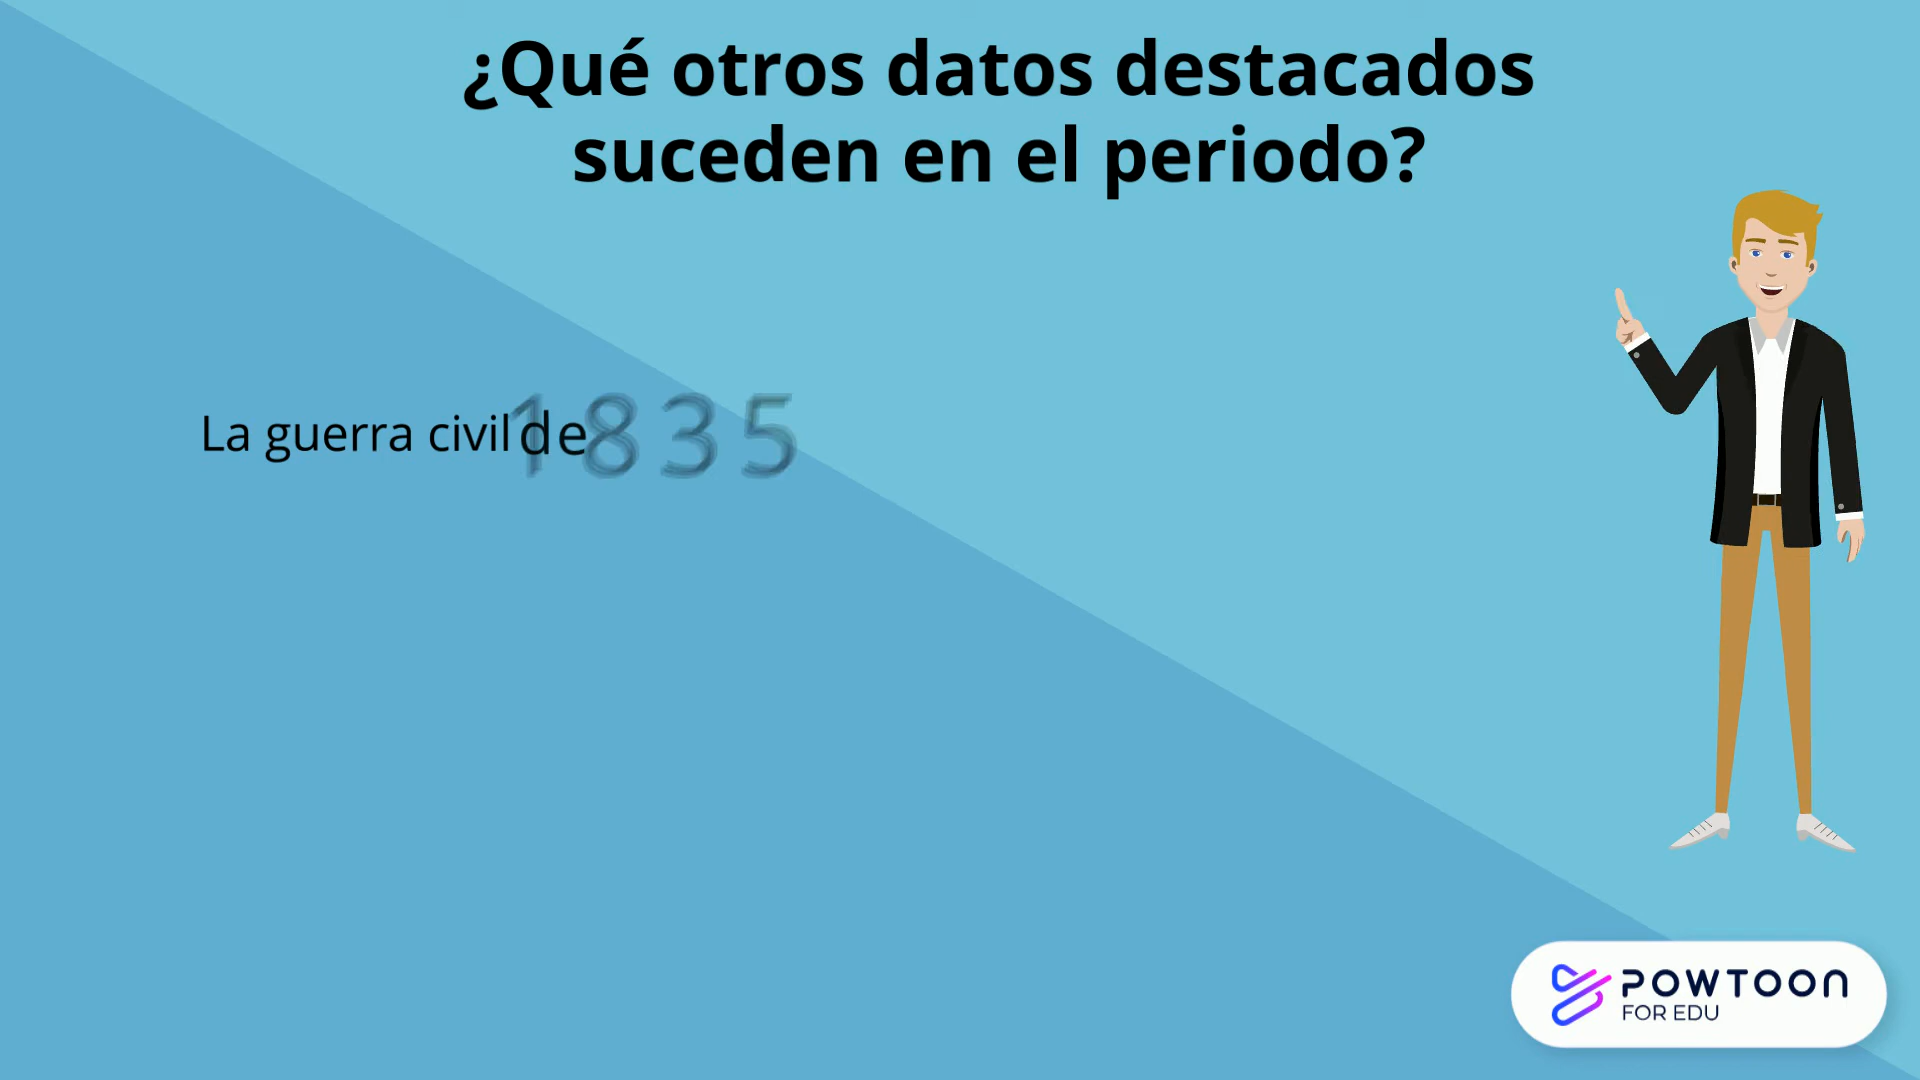 ¿Qué otros datos destacados
suceden en el periodo?
La guerra civil de 1835
POWTOON
FOR EDU